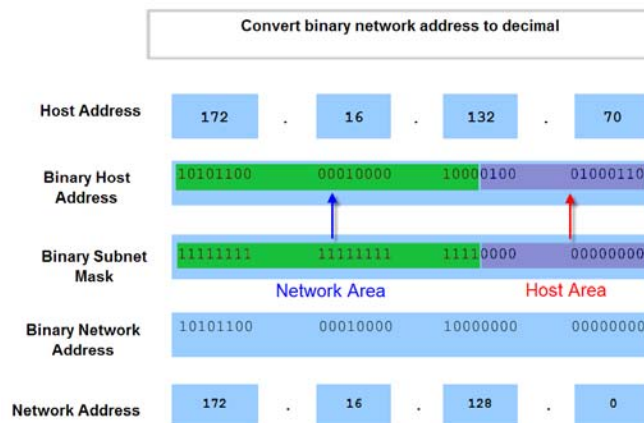 Convert binary network address to decimal
Host Address 172 . 16 . 132 . 70
Binary Host Address 10101100 00010000 10000100 01000110
Binary Subnet Mask 11111111 11111111 11110000 00000000
Network Area Host Area
Binary Network Address 10101100 00010000 10000000 00000000
Network Address 172 . 16 . 128 . 0